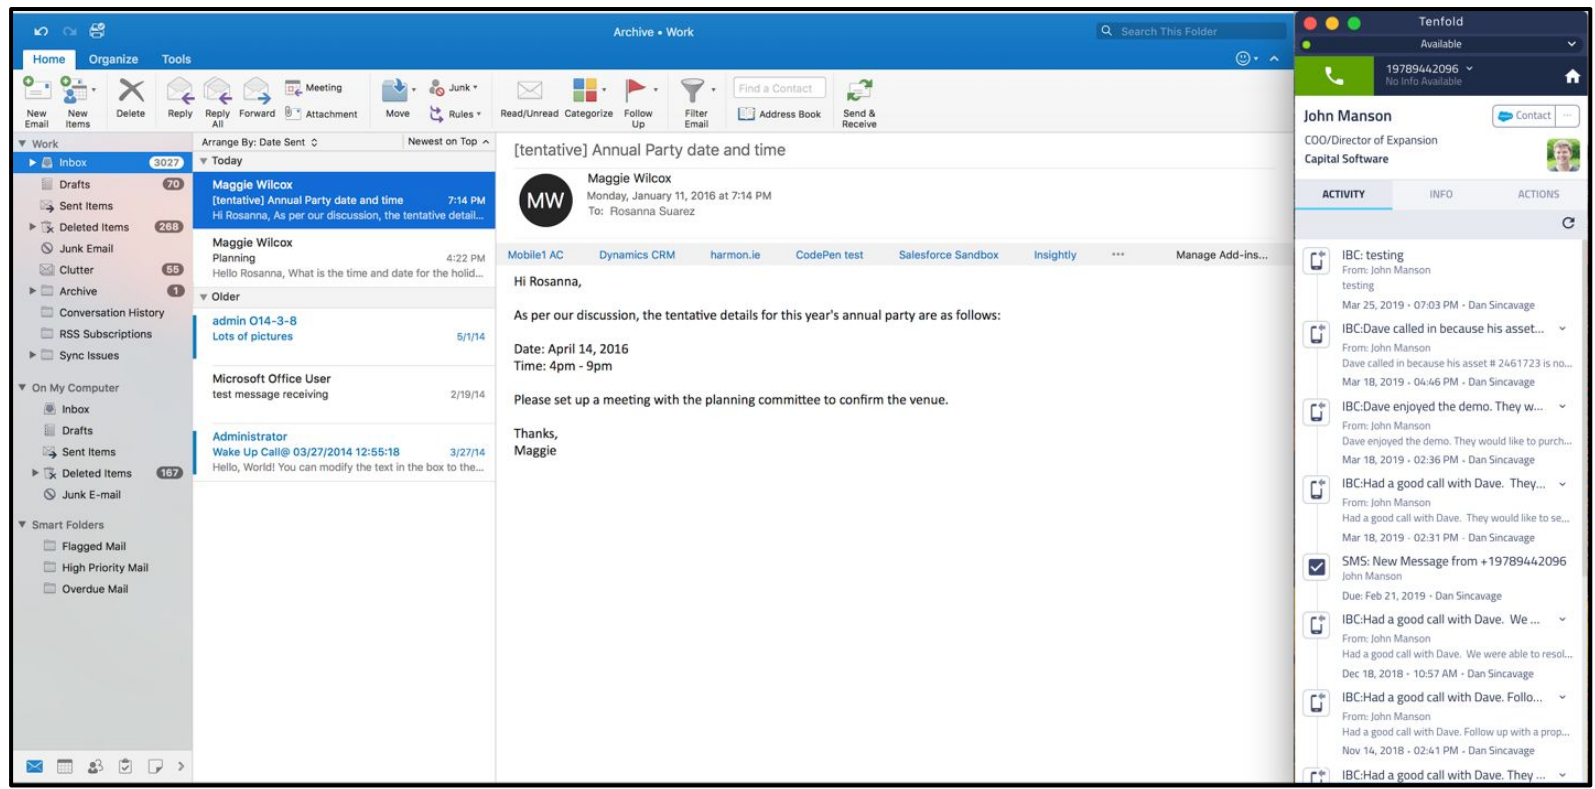 Archive • Work
Search This Folder
Home Organize Tools
New Email
New Items
Delete
Reply
Reply All
Forward
Meeting
Attachment
Move
Junk
Rules
Read/Unread
Categorize
Follow Up
Filter Email
Find a Contact
Address Book
Send & Receive
Work
Inbox 3027
Drafts 70
Sent Items
Deleted Items 268
Junk Email
Clutter 55
Archive 1
Conversation History
RSS Subscriptions
Sync Issues
On My Computer
Inbox
Drafts
Sent Items
Deleted Items 167
Junk E-mail
Smart Folders
Flagged Mail
High Priority Mail
Overdue Mail
Arrange By: Date Sent Newest on Top
Today
Maggie Wilcox
[tentative] Annual Party date and time 7:14 PM
Hi Rosanna, As per our discussion, the tentative detail...
Maggie Wilcox
Planning 4:22 PM
Hello Rosanna, What is the time and date for the holid...
Older
admin O14-3-8
Lots of pictures 5/1/14
Microsoft Office User
test message receiving 2/19/14
Administrator
Wake Up Call@ 03/27/2014 12:55:18 3/27/14
Hello, World! You can modify the text in the box to the...
[tentative] Annual Party date and time
MW
Maggie Wilcox
Monday, January 11, 2016 at 7:14 PM
To: Rosanna Suarez
Mobile1 AC Dynamics CRM harmon.ie CodePen test Salesforce Sandbox Insightly ••• Manage Add-ins...
Hi Rosanna,
As per our discussion, the tentative details for this year's annual party are as follows:
Date: April 14, 2016
Time: 4pm - 9pm
Please set up a meeting with the planning committee to confirm the venue.
Thanks,
Maggie
Tenfold
Available
19789442096
No Info Available
John Manson
Contact ...
COO/Director of Expansion
Capital Software
ACTIVITY INFO ACTIONS
IBC: testing
From: John Manson
testing
Mar 25, 2019 - 07:03 PM - Dan Sincavage
IBC:Dave called in because his asset...
From: John Manson
Dave called in because his asset # 2461723 is no...
Mar 18, 2019 - 04:46 PM - Dan Sincavage
IBC:Dave enjoyed the demo. They w...
From: John Manson
Dave enjoyed the demo. They would like to purch...
Mar 18, 2019 - 02:36 PM - Dan Sincavage
IBC:Had a good call with Dave. They...
From: John Manson
Had a good call with Dave. They would like to se...
Mar 18, 2019 - 02:31 PM - Dan Sincavage
SMS: New Message from +19789442096
John Manson
Due: Feb 21, 2019 - Dan Sincavage
IBC:Had a good call with Dave. We ...
From: John Manson
Had a good call with Dave. We were able to resol...
Dec 18, 2018 - 10:57 AM - Dan Sincavage
IBC:Had a good call with Dave. Follo...
From: John Manson
Had a good call with Dave. Follow up with a prop...
Nov 14, 2018 - 02:41 PM - Dan Sincavage
IBC:Had a good call with Dave. They ...